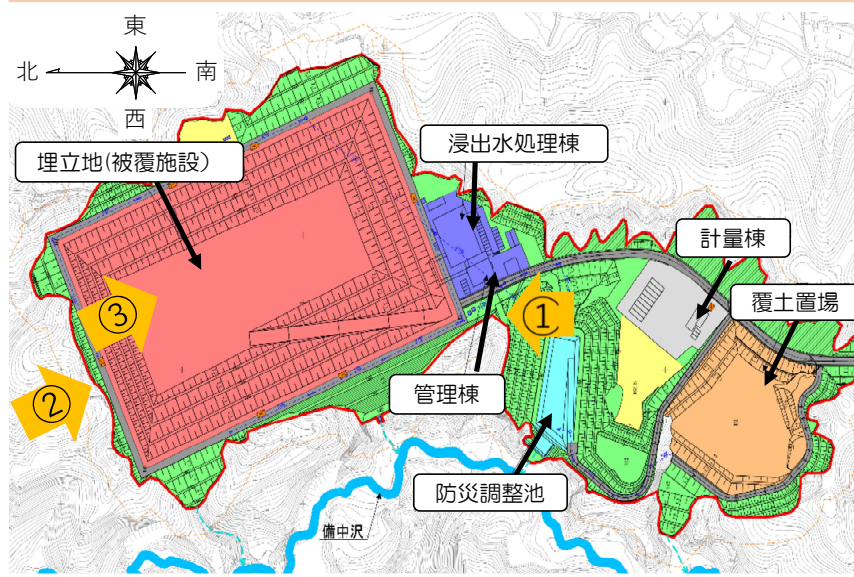 東
北
南
西
浸出水処理棟
埋立地(被覆施設)
計量棟
覆土置場
③
①
②
管理棟
防災調整池
備中沢